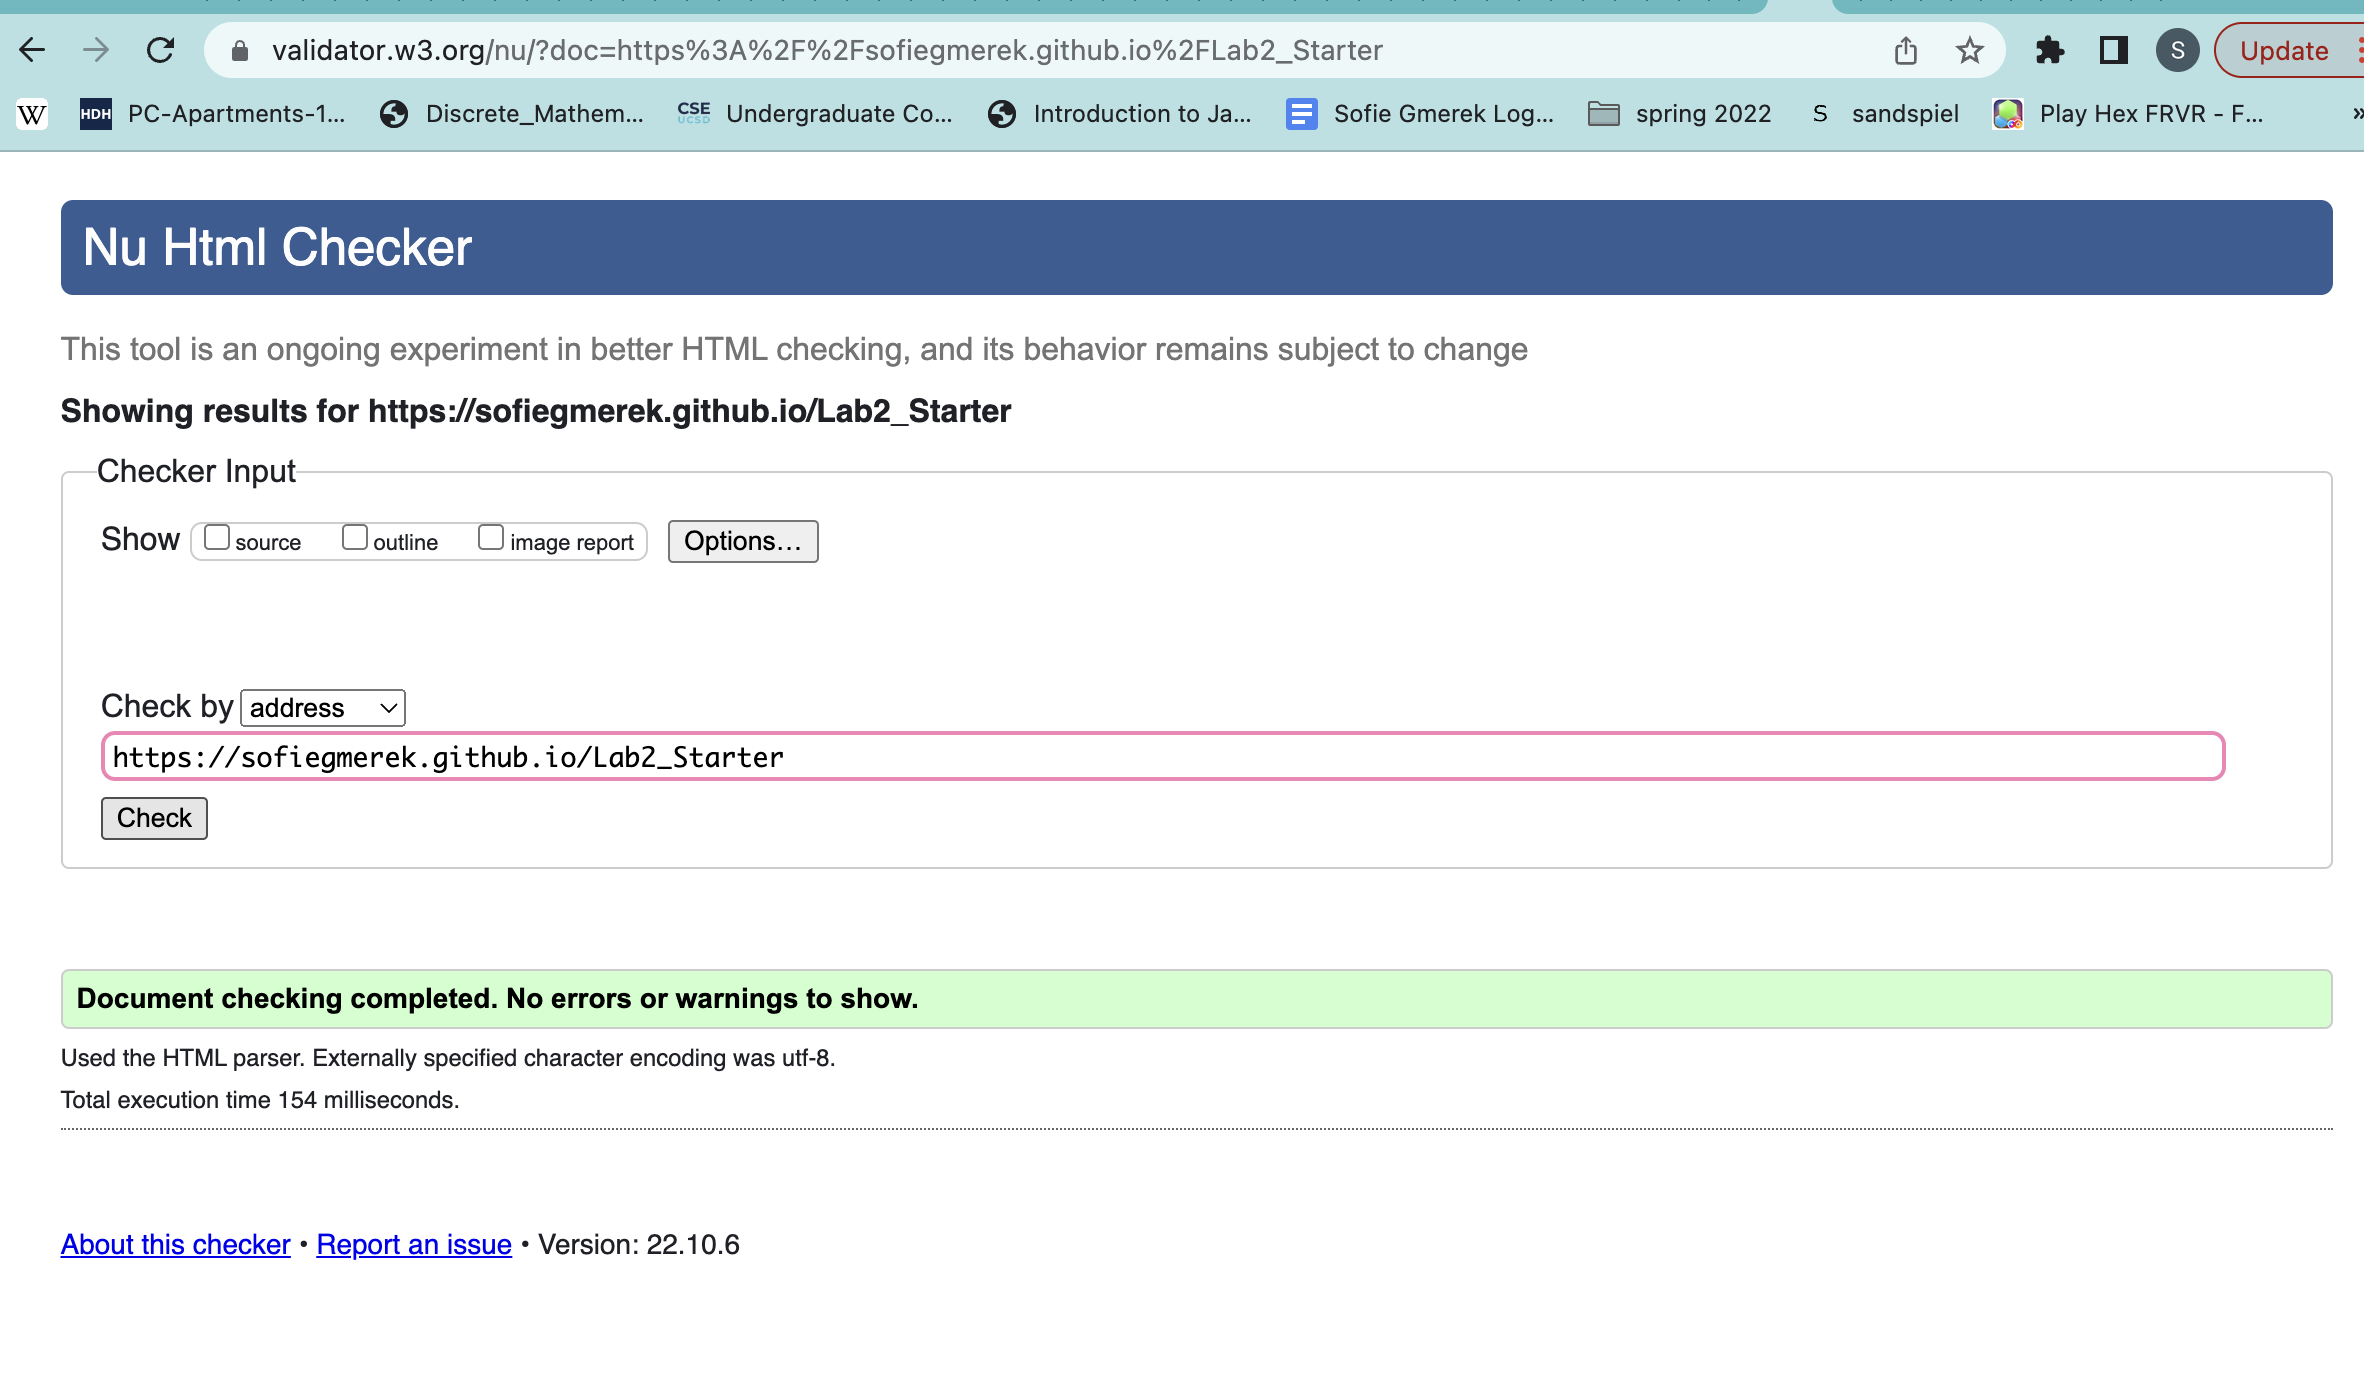 validator.w3.org/nu/?doc=https%3A%2F%2Fsofiegmerek.github.io%2FLab2_Starter
S
Update
W
HDH PC-Apartments-1...
Discrete_Mathem...
CSE UCSD Undergraduate Co...
Introduction to Ja...
Sofie Gmerek Log...
spring 2022
S sandspiel
Play Hex FRVR - F...
»
Nu Html Checker
This tool is an ongoing experiment in better HTML checking, and its behavior remains subject to change
Showing results for https://sofiegmerek.github.io/Lab2_Starter
Checker Input
Show source outline image report Options...
Check by address
https://sofiegmerek.github.io/Lab2_Starter
Check
Document checking completed. No errors or warnings to show.
Used the HTML parser. Externally specified character encoding was utf-8.
Total execution time 154 milliseconds.
About this checker • Report an issue • Version: 22.10.6